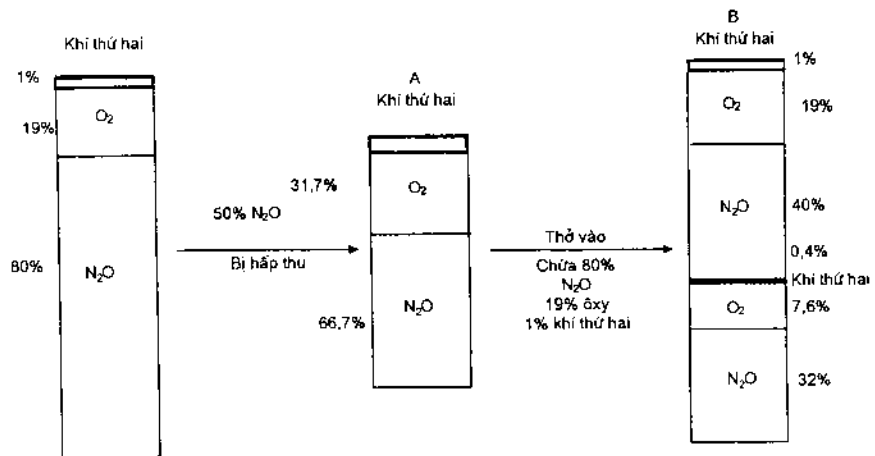 Khí thứ hai
1%
O₂
19%
80%
N₂O
50% N₂O
Bị hấp thu
A
Khí thứ hai
31,7%
O₂
66,7%
N₂O
Thở vào
Chứa 80%
N₂O
19% ôxy
1% khí thứ hai
B
Khí thứ hai
1%
O₂
19%
N₂O
40%
0,4%
Khí thứ hai
O₂
7,6%
N₂O
32%